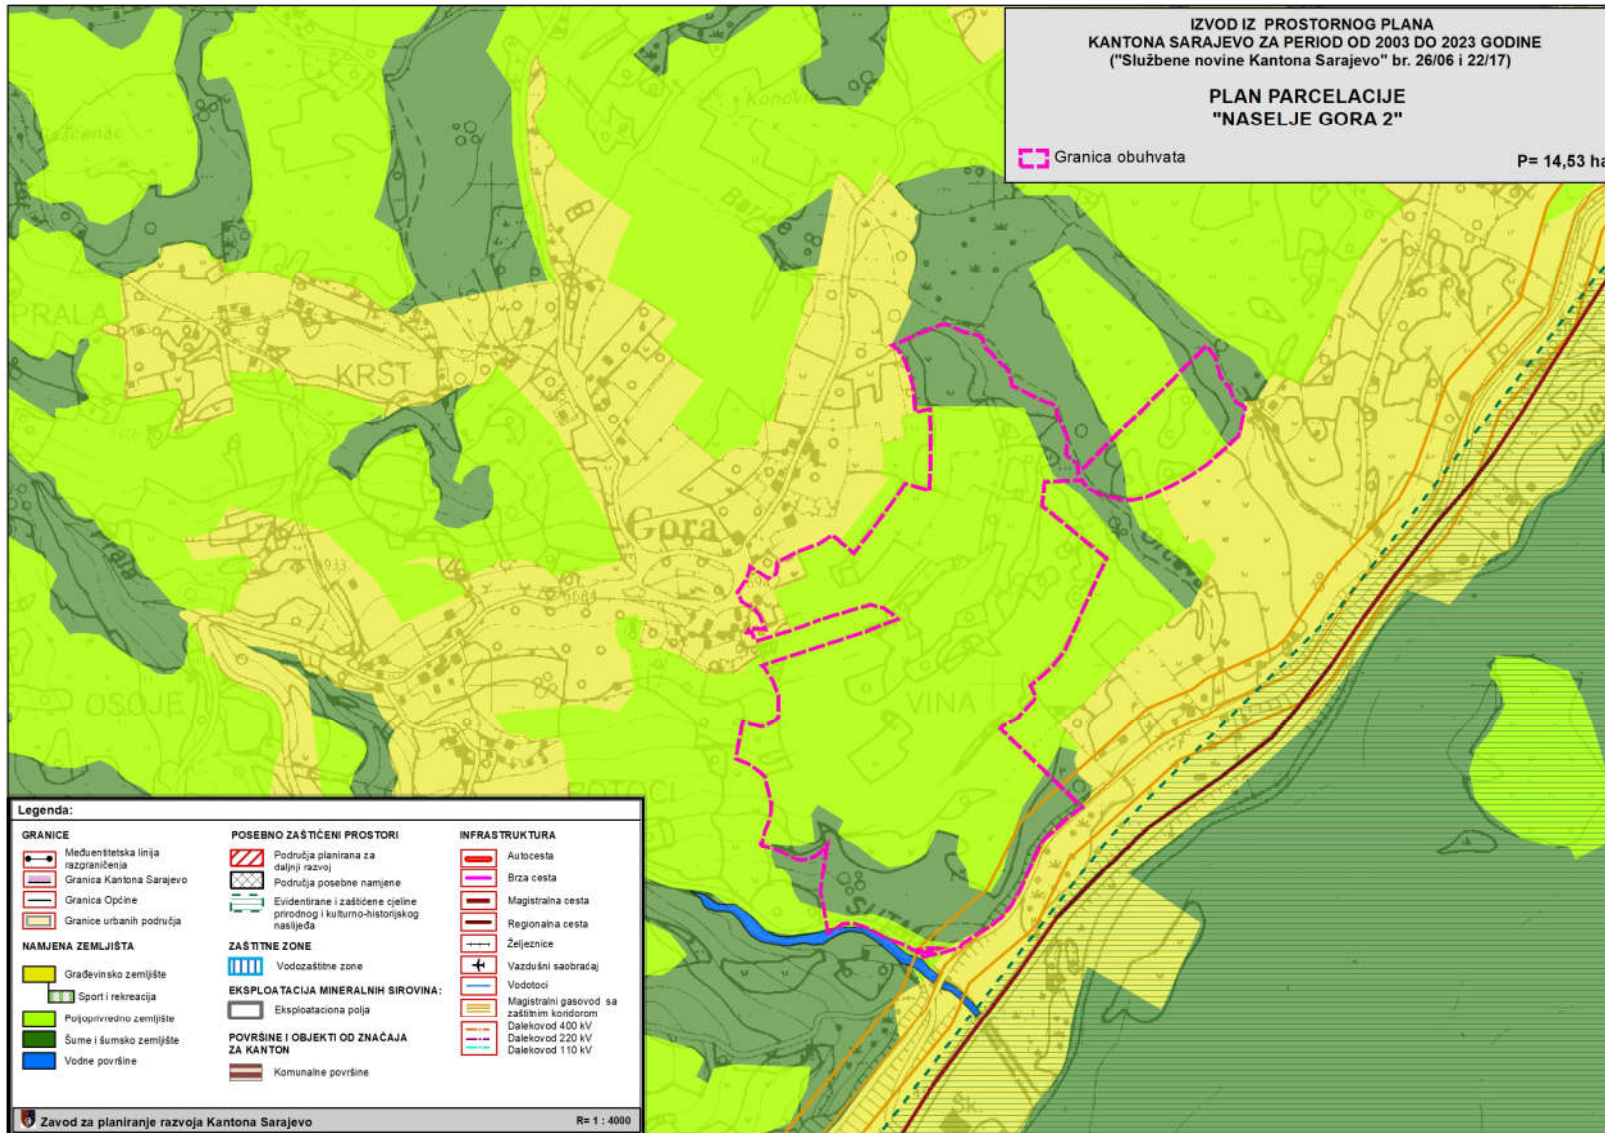 IZVOD IZ PROSTORNOG PLANA
KANTONA SARAJEVO ZA PERIOD OD 2003 DO 2023 GODINE
("Službene novine Kantona Sarajevo" br. 26/06 i 22/17)
PLAN PARCELACIJE
"NASELJE GORA 2"
Granica obuhvata
P= 14,53 ha
Konovik
PRALA
KRST
Gora
Prala
933
OSOJE
VINA
POTOCI
LJUB
Sk.
Legenda:
GRANICE
Međuentitetska linija
razgraničenja
Granica Kantona Sarajevo
Granica Općine
Granice urbanih područja
NAMJENA ZEMLJIŠTA
Građevinsko zemljište
Sport i rekreacija
Poljoprivredno zemljište
Šume i šumsko zemljište
Vodne površine
POSEBNO ZAŠTIĆENI PROSTORI
Područja planirana za
daljnji razvoj
Područja posebne namjene
Evidentirane i zaštićene cjeline
prirodnog i kulturno-historijskog
naslijeđa
ZAŠTITNE ZONE
Vodozaštitne zone
EKSPLOATACIJA MINERALNIH SIROVINA:
Eksploataciona polja
POVRŠINE I OBJEKTI OD ZNAČAJA
ZA KANTON
Komunalne površine
INFRASTRUKTURA
Autocesta
Brza cesta
Magistralna cesta
Regionalna cesta
Željeznice
Vazdušni saobraćaj
Vodotoci
Magistralni gasovod sa
zaštitnim koridorom
Dalekovod 400 kV
Dalekovod 220 kV
Dalekovod 110 kV
Zavod za planiranje razvoja Kantona Sarajevo
R= 1 : 4000